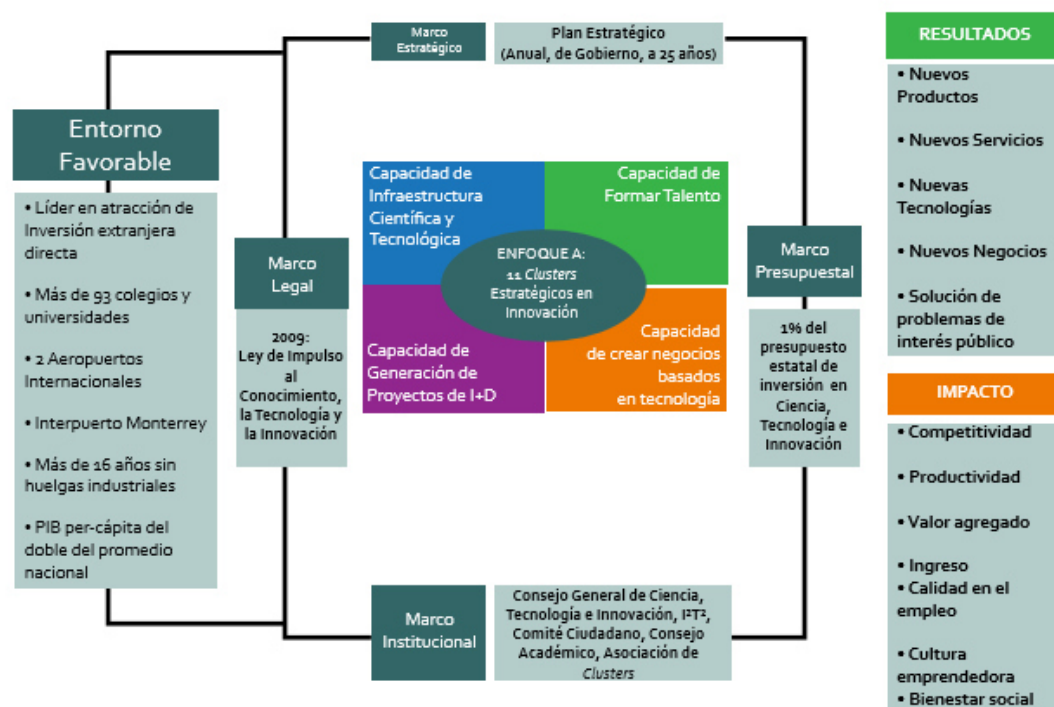 Marco
Estratégico
Plan Estratégico
(Anual, de Gobierno, a 25 años)
Entorno
Favorable
• Líder en atracción de
Inversión extranjera
directa
• Más de 93 colegios y
universidades
• 2 Aeropuertos
Internacionales
• Interpuerto Monterrey
• Más de 16 años sin
huelgas industriales
• PIB per-cápita del
doble del promedio
nacional
Marco
Legal
2009:
Ley de Impulso
al
Conocimiento,
la Tecnología y
la Innovación
Capacidad de
Infraestructura
Científica y
Tecnológica
Capacidad de
Formar Talento
ENFOQUE A:
11 Clusters
Estratégicos en
Innovación
Capacidad de
Generación de
Proyectos de I+D
Capacidad
de crear negocios
basados
en tecnología
Marco
Presupuestal
1% del
presupuesto
estatal de
inversión en
Ciencia,
Tecnología e
Innovación
Marco
Institucional
Consejo General de Ciencia,
Tecnología e Innovación, I²T²,
Comité Ciudadano, Consejo
Académico, Asociación de
Clusters
RESULTADOS
• Nuevos
Productos
• Nuevos Servicios
• Nuevas
Tecnologías
• Nuevos Negocios
• Solución de
problemas de
interés público
IMPACTO
• Competitividad
• Productividad
• Valor agregado
• Ingreso
• Calidad en el
empleo
• Cultura
emprendedora
• Bienestar social